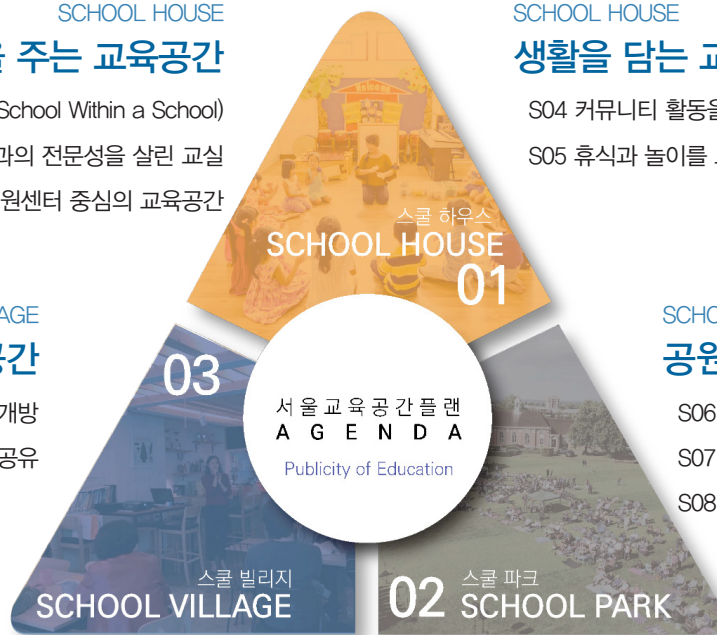 SCHOOL HOUSE
주는 교육공간
School Within a School)
과의 전문성을 살린 교실
원센터 중심의 교육공간
SCHOOL HOUSE
생활을 담는
S04 커뮤니티 활동을
S05 휴식과 놀이를
Welcome
스쿨 하우스
SCHOOL HOUSE
01
AGE
간
개방
공유
03
서울교육공간플랜
AGENDA
Publicity of Education
SCHO
공원
S06
S07
S08
스쿨 빌리지
SCHOOL VILLAGE
02 스쿨 파크
SCHOOL PARK